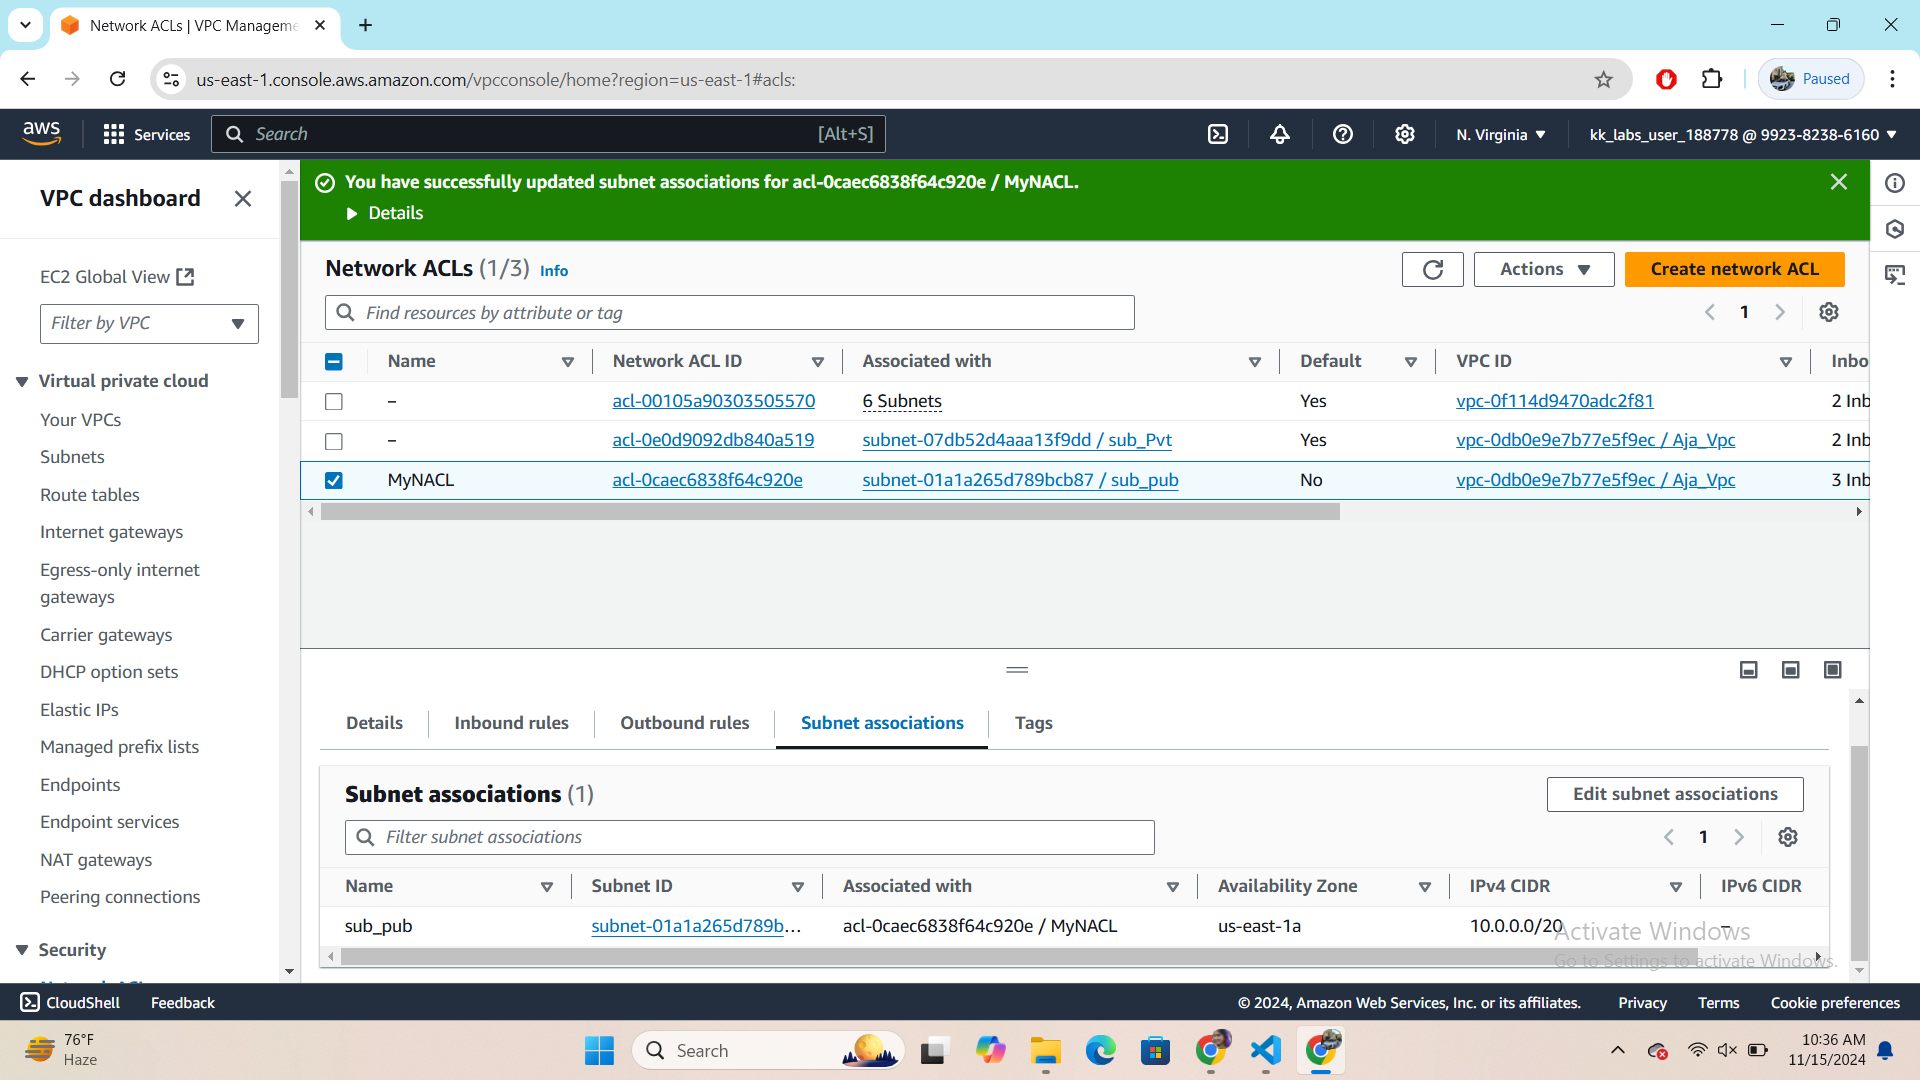 Network ACLs | VPC Manageme
us-east-1.console.aws.amazon.com/vpcconsole/home?region=us-east-1#acls:
Paused
aws
Services
Search [Alt+S]
N. Virginia
kk_labs_user_188778 @ 9923-8238-6160
VPC dashboard
EC2 Global View
Filter by VPC
Virtual private cloud
Your VPCs
Subnets
Route tables
Internet gateways
Egress-only internet
gateways
Carrier gateways
DHCP option sets
Elastic IPs
Managed prefix lists
Endpoints
Endpoint services
NAT gateways
Peering connections
Security
You have successfully updated subnet associations for acl-0caec6838f64c920e / MyNACL.
Details
Network ACLs (1/3) Info
Actions
Create network ACL
Find resources by attribute or tag
1
Name Network ACL ID Associated with Default VPC ID Inbo
– acl-00105a90303505570 6 Subnets Yes vpc-0f114d9470adc2f81 2 Inb
– acl-0e0d9092db840a519 subnet-07db52d4aaa13f9dd / sub_Pvt Yes vpc-0db0e9e7b77e5f9ec / Aja_Vpc 2 Inb
MyNACL acl-0caec6838f64c920e subnet-01a1a265d789bcb87 / sub_pub No vpc-0db0e9e7b77e5f9ec / Aja_Vpc 3 Inb
Details Inbound rules Outbound rules Subnet associations Tags
Subnet associations (1)
Edit subnet associations
Filter subnet associations
1
Name Subnet ID Associated with Availability Zone IPv4 CIDR IPv6 CIDR
sub_pub subnet-01a1a265d789b... acl-0caec6838f64c920e / MyNACL us-east-1a 10.0.0.0/20 –
Activate Windows
Go to Settings to activate Windows.
CloudShell Feedback
© 2024, Amazon Web Services, Inc. or its affiliates. Privacy Terms Cookie preferences
76°F
Haze
Search
10:36 AM
11/15/2024